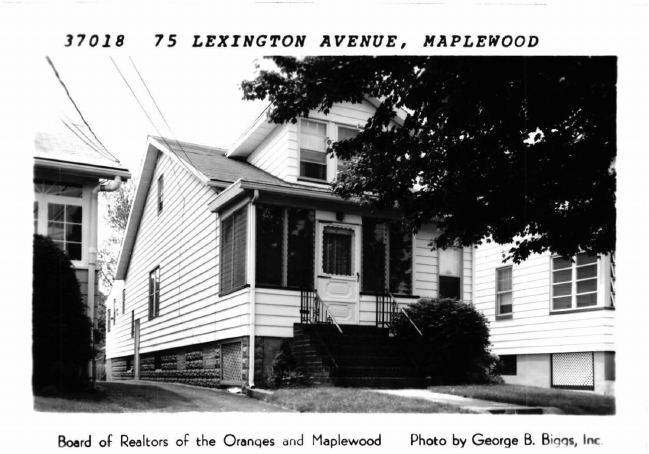 37018 75 LEXINGTON AVENUE, MAPLEWOOD
Board of Realtors of the Oranges and Maplewood Photo by George B. Biggs, Inc.